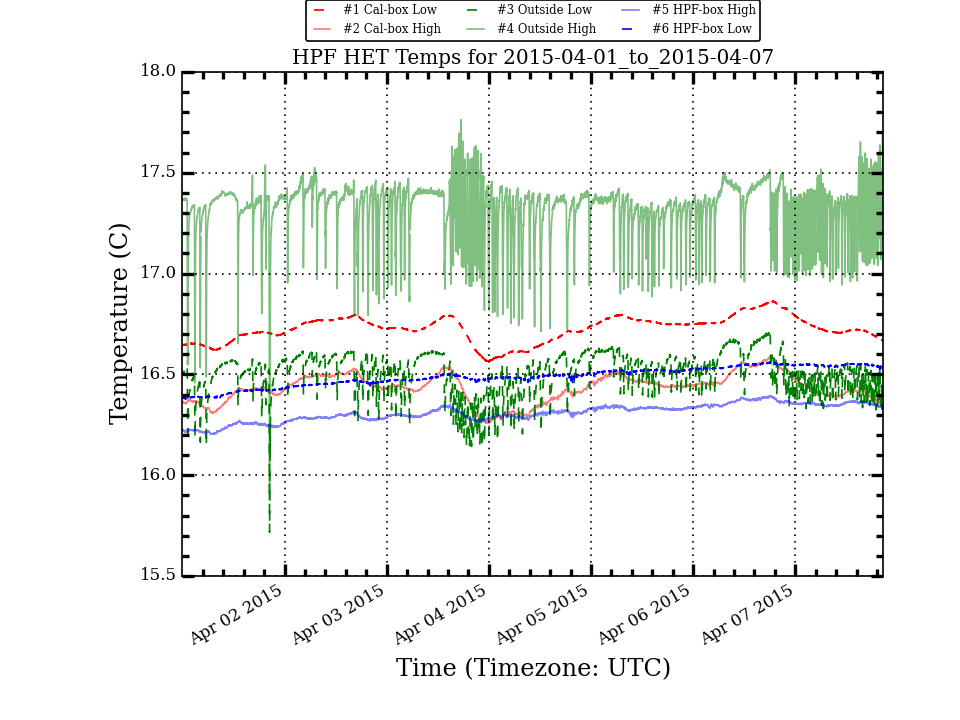 #1 Cal-box Low #3 Outside Low #5 HPF-box High
#2 Cal-box High #4 Outside High #6 HPF-box Low
HPF HET Temps for 2015-04-01_to_2015-04-07
18.0
17.5
17.0
16.5
16.0
15.5
Temperature (C)
Apr 02 2015 Apr 03 2015 Apr 04 2015 Apr 05 2015 Apr 06 2015 Apr 07 2015
Time (Timezone: UTC)